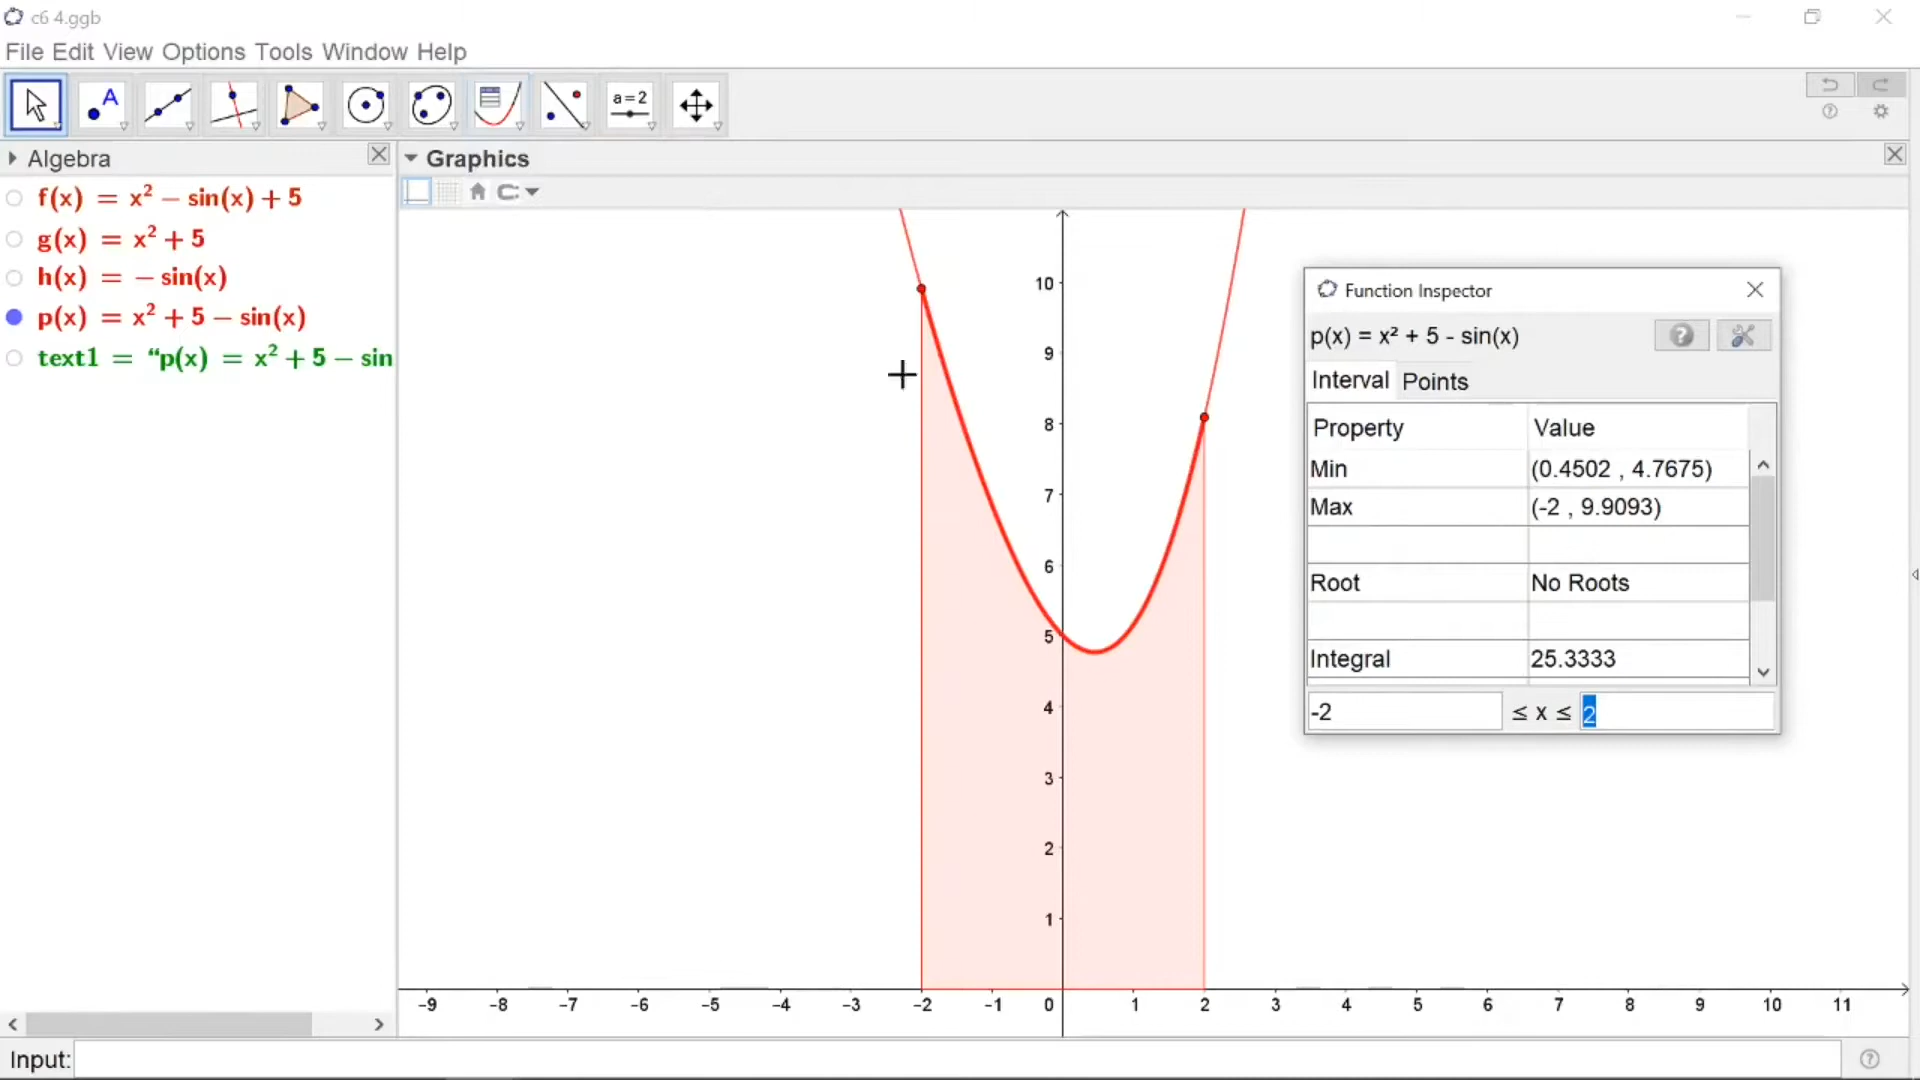 c6 4.ggb
File Edit View Options Tools Window Help
A
a=2
Algebra
Graphics
f(x) = x² − sin(x) + 5
g(x) = x² + 5
h(x) = − sin(x)
p(x) = x² + 5 − sin(x)
text1 = “p(x) = x² + 5 − sin
10
9
8
7
6
5
4
3
2
1
−9 −8 −7 −6 −5 −4 −3 −2 −1 0 1 2 3 4 5 6 7 8 9 10 11
Function Inspector
p(x) = x² + 5 - sin(x)
Interval Points
Property Value
Min (0.4502 , 4.7675)
Max (-2 , 9.9093)
Root No Roots
Integral 25.3333
-2 ≤ x ≤ 2
Input: